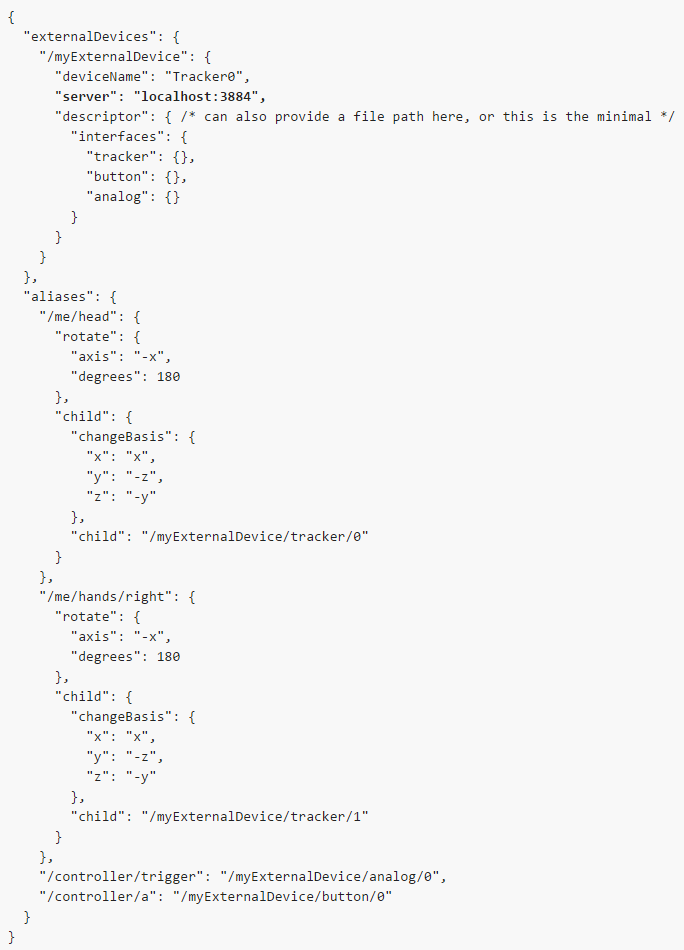 {
  "externalDevices": {
    "/myExternalDevice": {
      "deviceName": "Tracker0",
      "server": "localhost:3884",
      "descriptor": { /* can also provide a file path here, or this is the minimal */
        "interfaces": {
          "tracker": {},
          "button": {},
          "analog": {}
        }
      }
    }
  },
  "aliases": {
    "/me/head": {
      "rotate": {
        "axis": "-x",
        "degrees": 180
      },
      "child": {
        "changeBasis": {
          "x": "x",
          "y": "-z",
          "z": "-y"
        },
        "child": "/myExternalDevice/tracker/0"
      }
    },
    "/me/hands/right": {
      "rotate": {
        "axis": "-x",
        "degrees": 180
      },
      "child": {
        "changeBasis": {
          "x": "x",
          "y": "-z",
          "z": "-y"
        },
        "child": "/myExternalDevice/tracker/1"
      }
    },
    "/controller/trigger": "/myExternalDevice/analog/0",
    "/controller/a": "/myExternalDevice/button/0"
  }
}